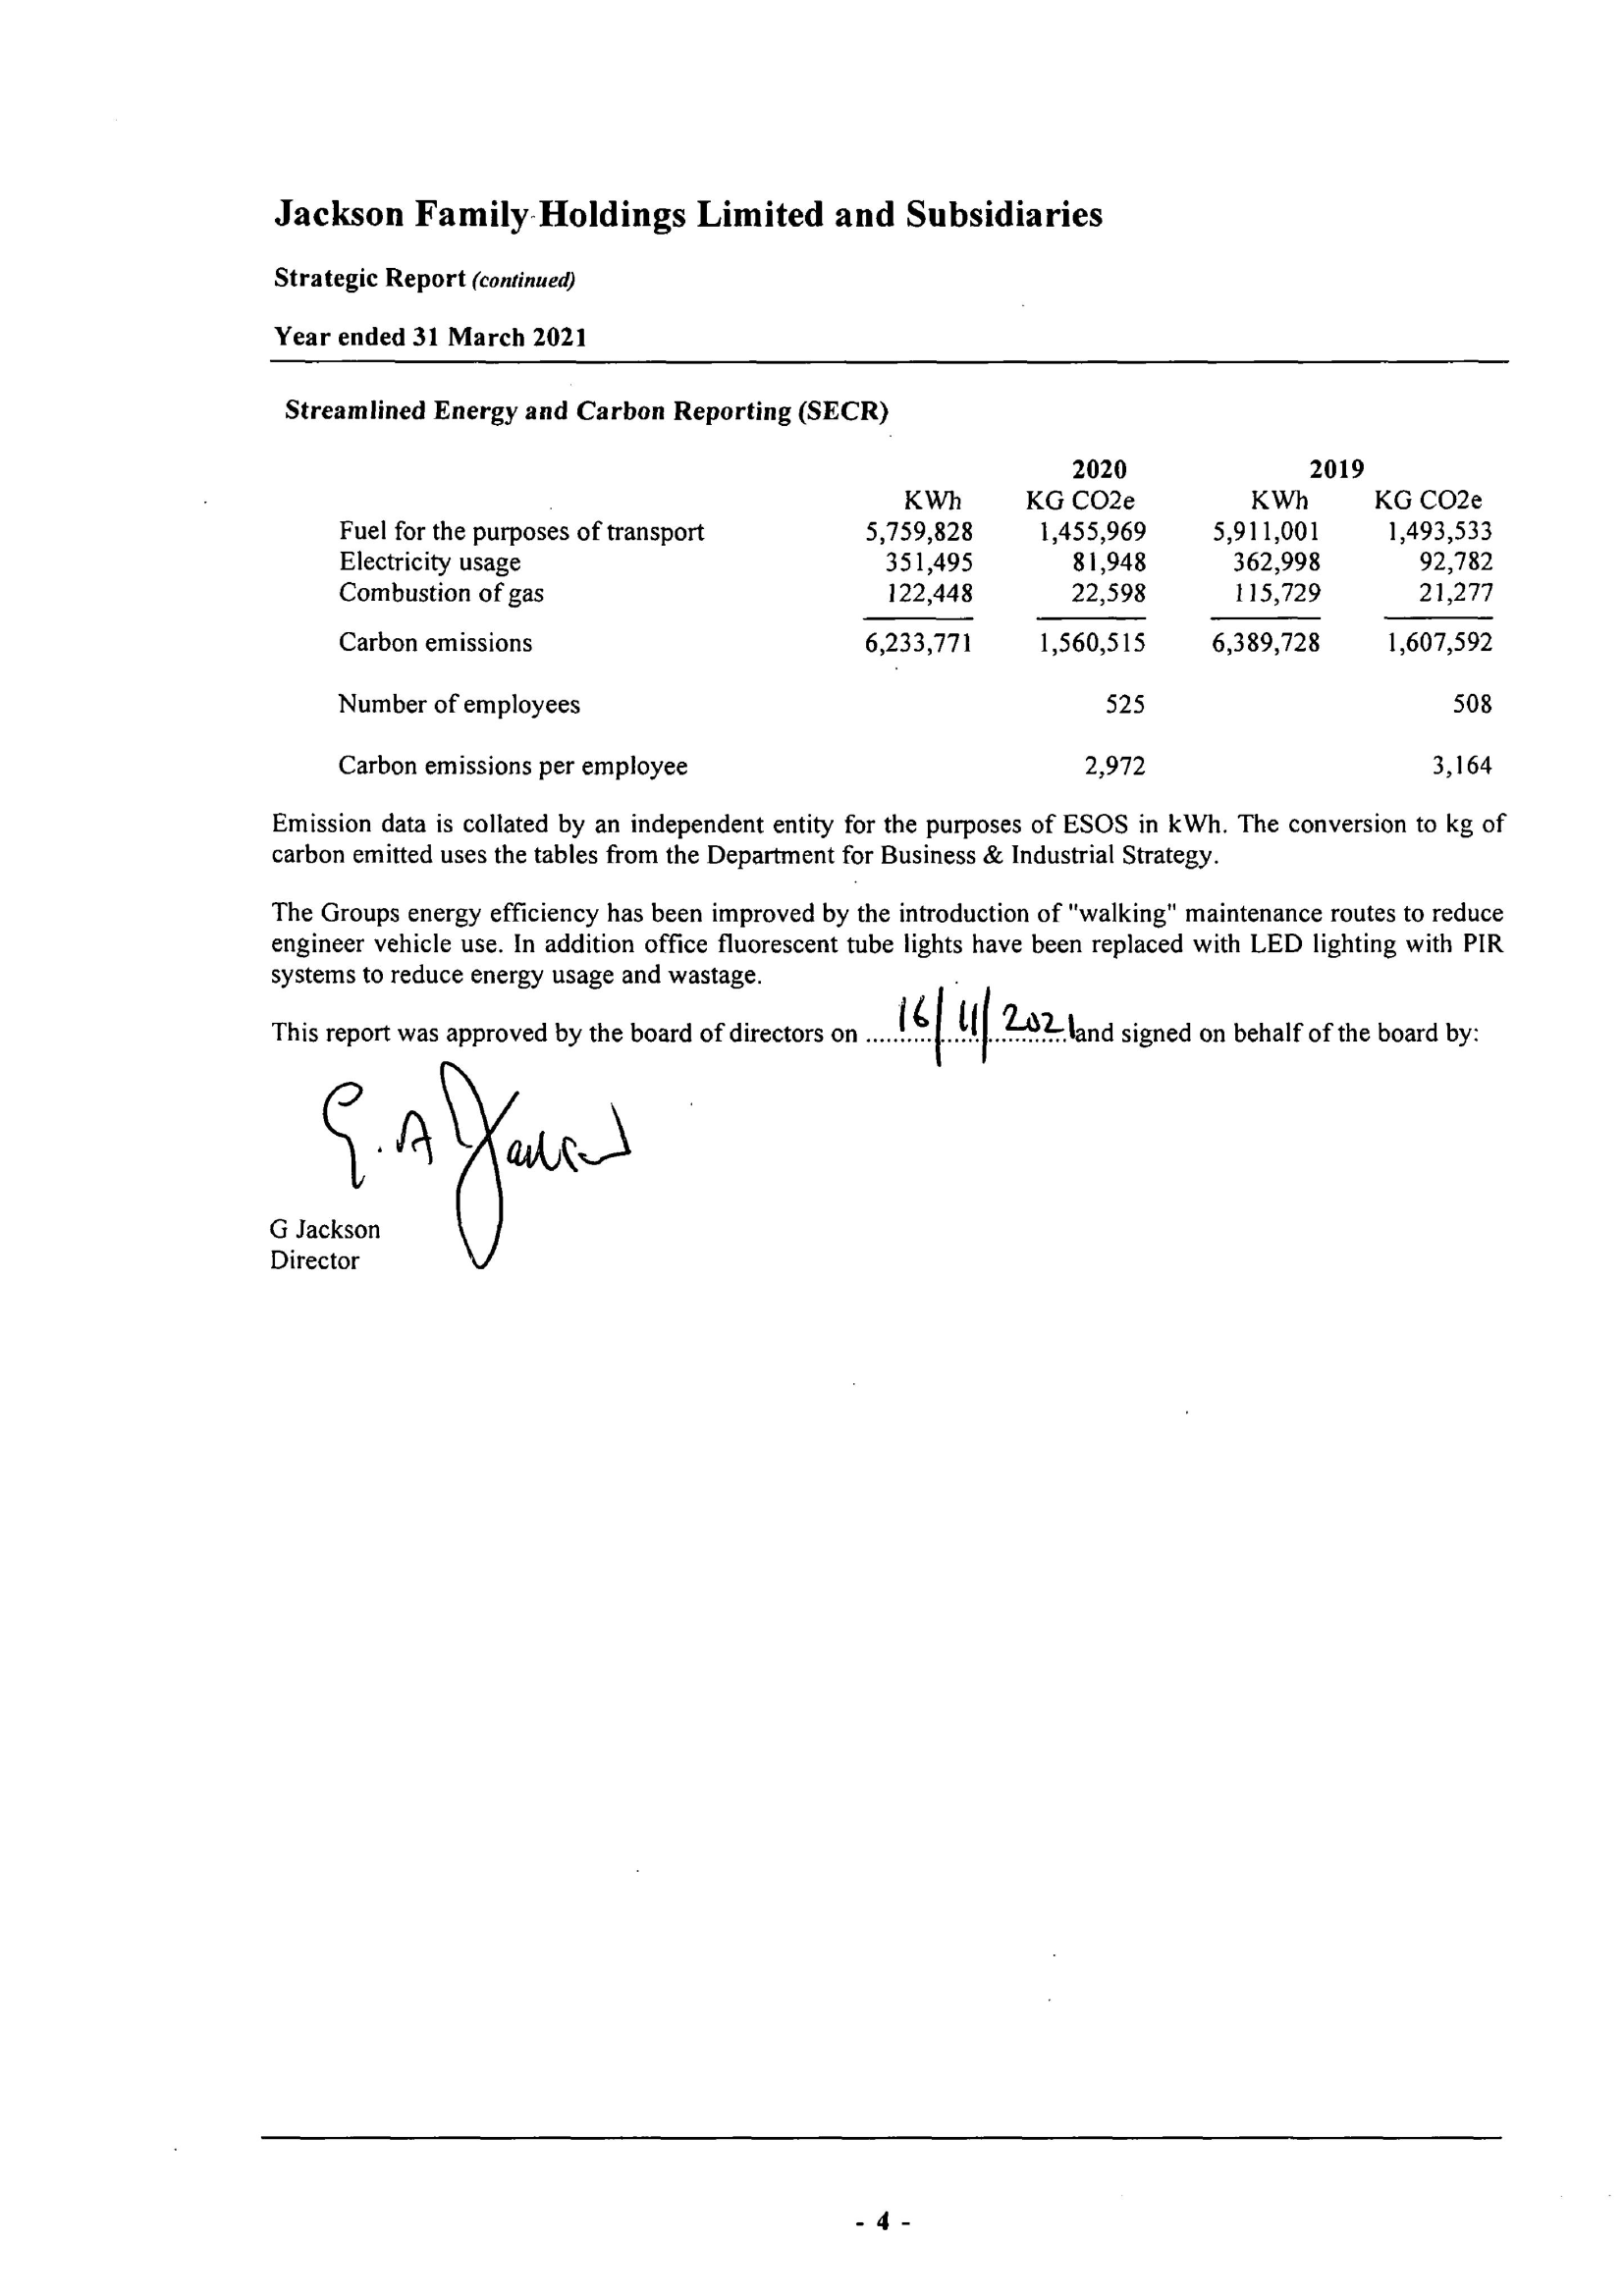 Jackson Family Holdings Limited and Subsidiaries
Strategic Report (continued)
Year ended 31 March 2021
Streamlined Energy and Carbon Reporting (SECR)
2020 2019
KWh KG CO2e KWh KG CO2e
Fuel for the purposes of transport 5,759,828 1,455,969 5,911,001 1,493,533
Electricity usage 351,495 81,948 362,998 92,782
Combustion of gas 122,448 22,598 115,729 21,277
Carbon emissions 6,233,771 1,560,515 6,389,728 1,607,592
Number of employees 525 508
Carbon emissions per employee 2,972 3,164
Emission data is collated by an independent entity for the purposes of ESOS in kWh. The conversion to kg of
carbon emitted uses the tables from the Department for Business & Industrial Strategy.
The Groups energy efficiency has been improved by the introduction of "walking" maintenance routes to reduce
engineer vehicle use. In addition office fluorescent tube lights have been replaced with LED lighting with PIR
systems to reduce energy usage and wastage.
This report was approved by the board of directors on 16/11/2021 and signed on behalf of the board by:
G.A Jackson
G Jackson
Director
- 4 -